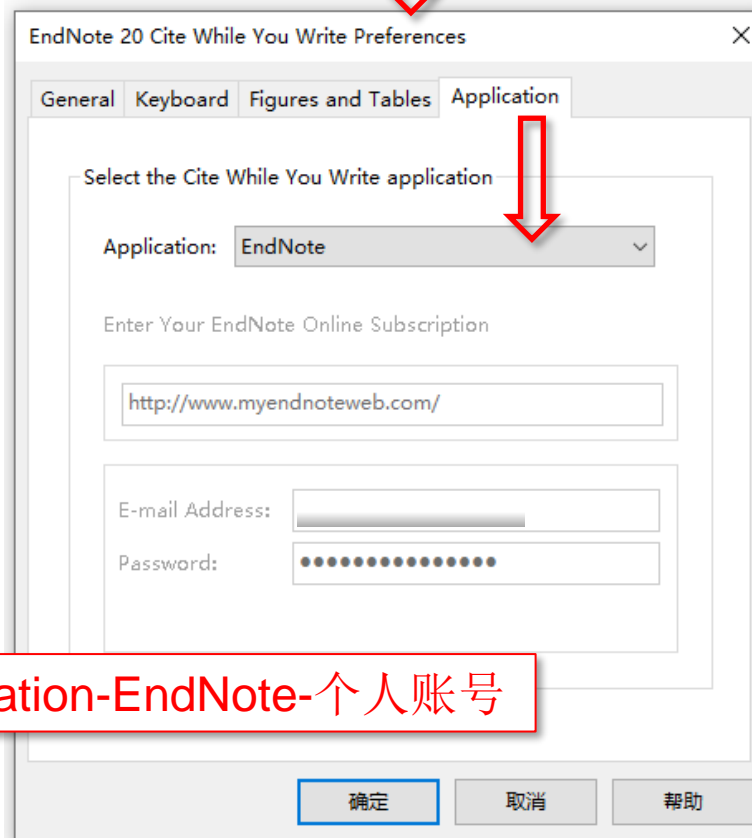 EndNote 20 Cite While You Write Preferences
General Keyboard Figures and Tables Application
Select the Cite While You Write application
Application: EndNote
Enter Your EndNote Online Subscription
http://www.myendnoteweb.com/
E-mail Address:
Password: ●●●●●●●●●●●●●●●
ation-EndNote-个人账号
确定 取消 帮助